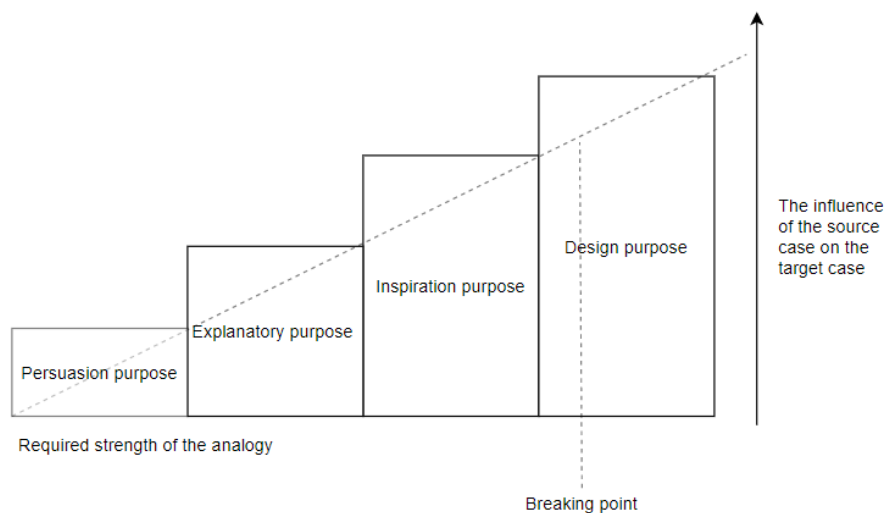 The influence
of the source
case on the
target case
Design purpose
Inspiration purpose
Explanatory purpose
Persuasion purpose
Required strength of the analogy
Breaking point